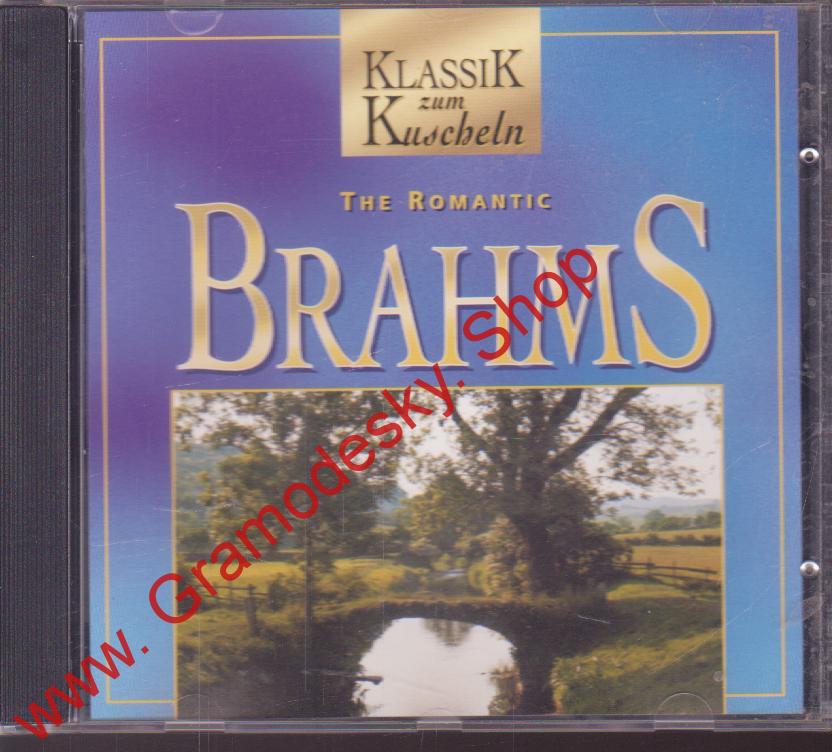 KLASSIK
zum
Kuscheln
THE ROMANTIC
BRAHMS
www. Gramodesky. Shop